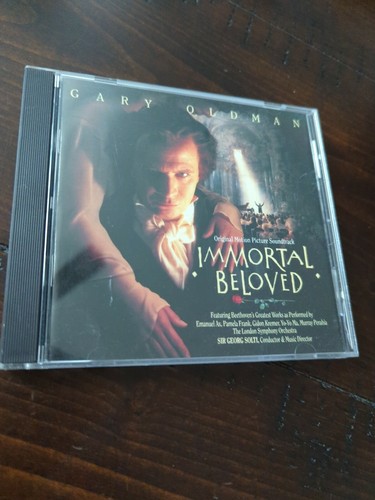 GARY OLDMAN
Original Motion Picture Soundtrack
IMMORTAL
BELOVED
Featuring Beethoven's Greatest Works as Performed by
Emanuel Ax, Pamela Frank, Gidon Kremer, Yo-Yo Ma, Murray Perahia
The London Symphony Orchestra
SIR GEORG SOLTI, Conductor & Music Director